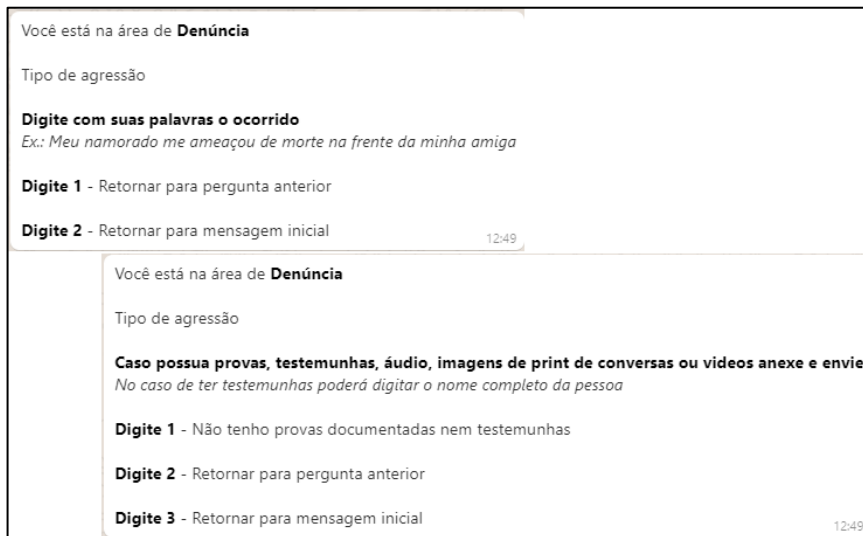 Você está na área de Denúncia
Tipo de agressão
Digite com suas palavras o ocorrido
Ex.: Meu namorado me ameaçou de morte na frente da minha amiga
Digite 1 - Retornar para pergunta anterior
Digite 2 - Retornar para mensagem inicial
12:49
Você está na área de Denúncia
Tipo de agressão
Caso possua provas, testemunhas, áudio, imagens de print de conversas ou videos anexe e envie
No caso de ter testemunhas poderá digitar o nome completo da pessoa
Digite 1 - Não tenho provas documentadas nem testemunhas
Digite 2 - Retornar para pergunta anterior
Digite 3 - Retornar para mensagem inicial
12:49